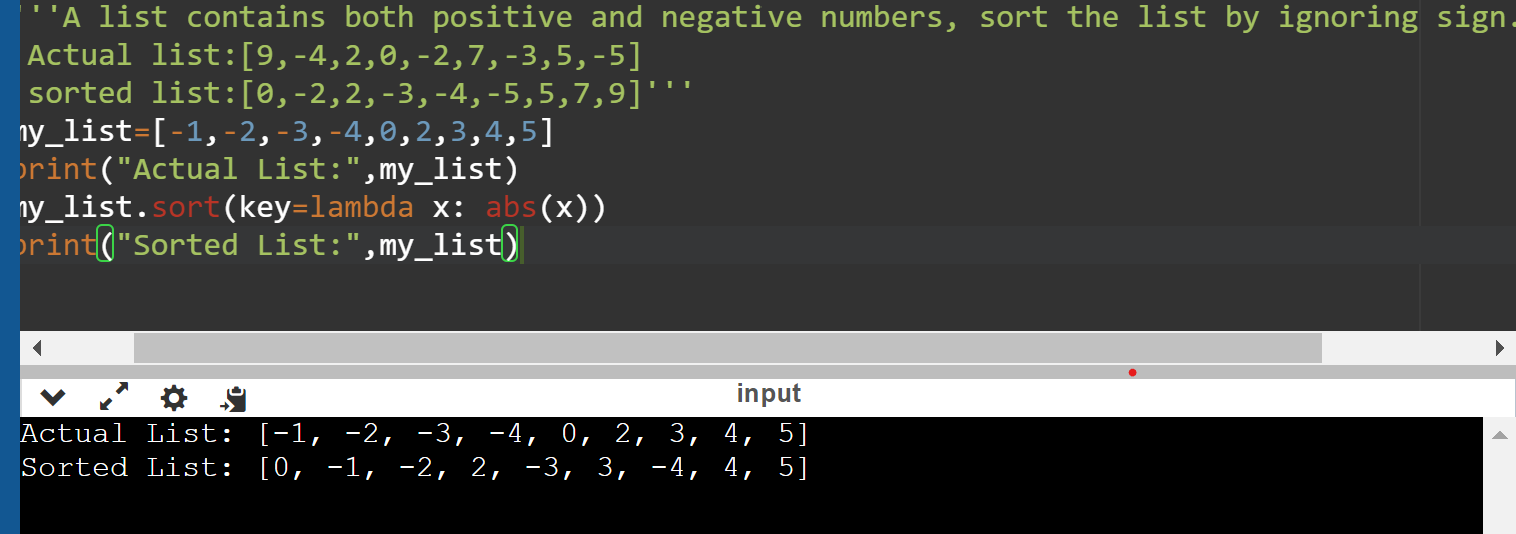 '''A list contains both positive and negative numbers, sort the list by ignoring sign.
Actual list:[9,-4,2,0,-2,7,-3,5,-5]
sorted list:[0,-2,2,-3,-4,-5,5,7,9]'''
my_list=[-1,-2,-3,-4,0,2,3,4,5]
print("Actual List:",my_list)
my_list.sort(key=lambda x: abs(x))
print("Sorted List:",my_list)
input
Actual List: [-1, -2, -3, -4, 0, 2, 3, 4, 5]
Sorted List: [0, -1, -2, 2, -3, 3, -4, 4, 5]